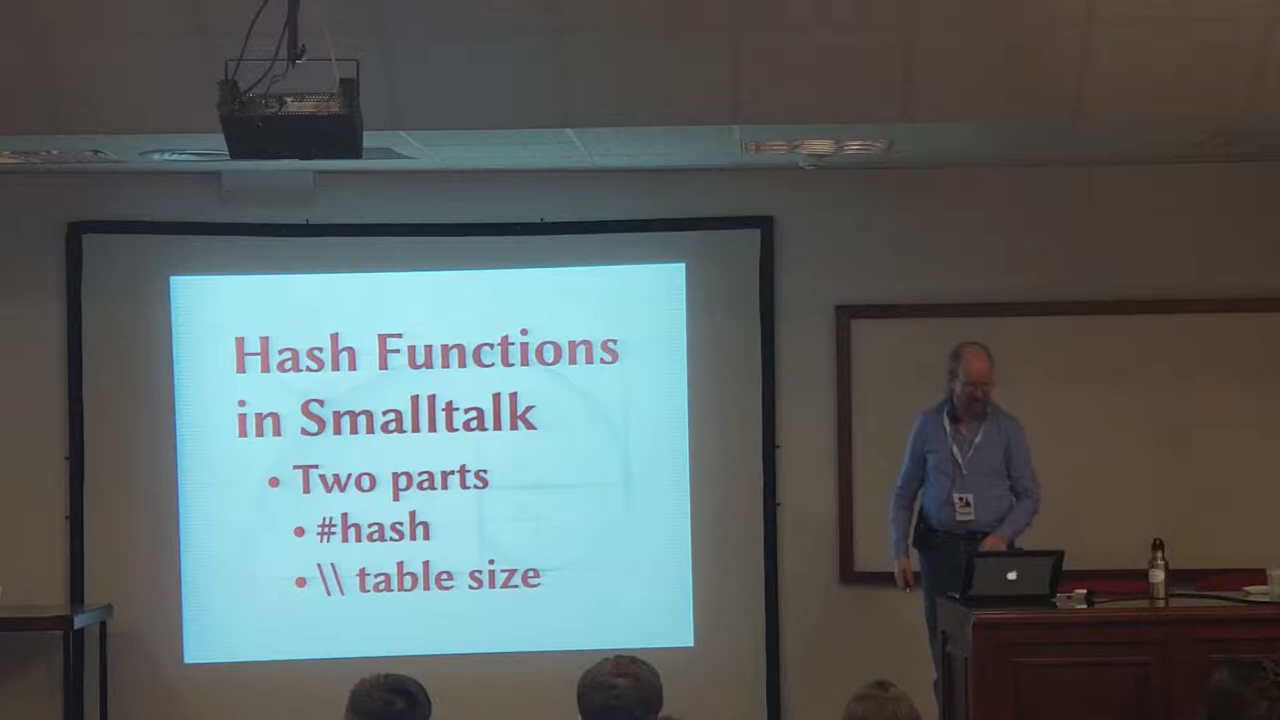 Hash Functions
in Smalltalk
• Two parts
• #hash
• \\ table size